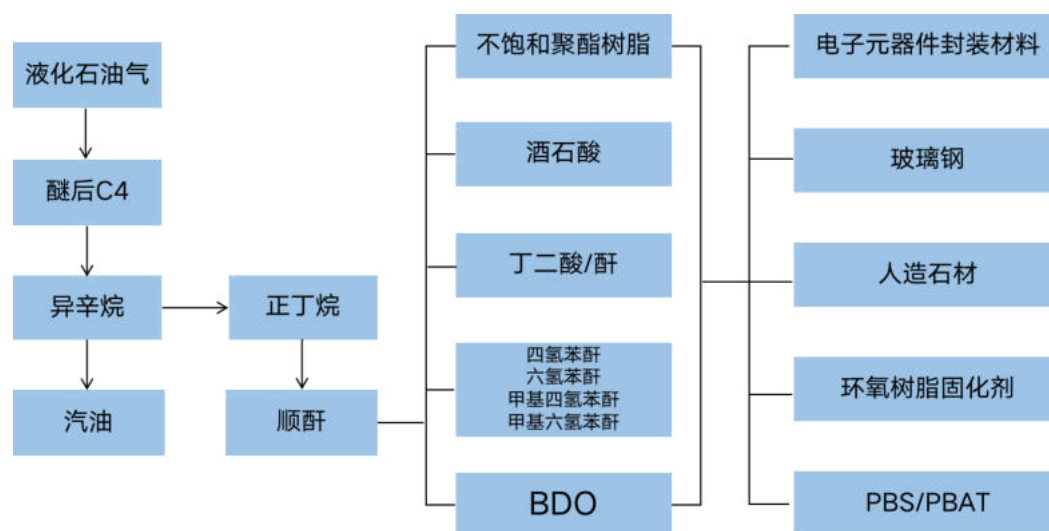 液化石油气
醚后C4
异辛烷
汽油
正丁烷
顺酐
不饱和聚酯树脂
酒石酸
丁二酸/酐
四氢苯酐
六氢苯酐
甲基四氢苯酐
甲基六氢苯酐
BDO
电子元器件封装材料
玻璃钢
人造石材
环氧树脂固化剂
PBS/PBAT